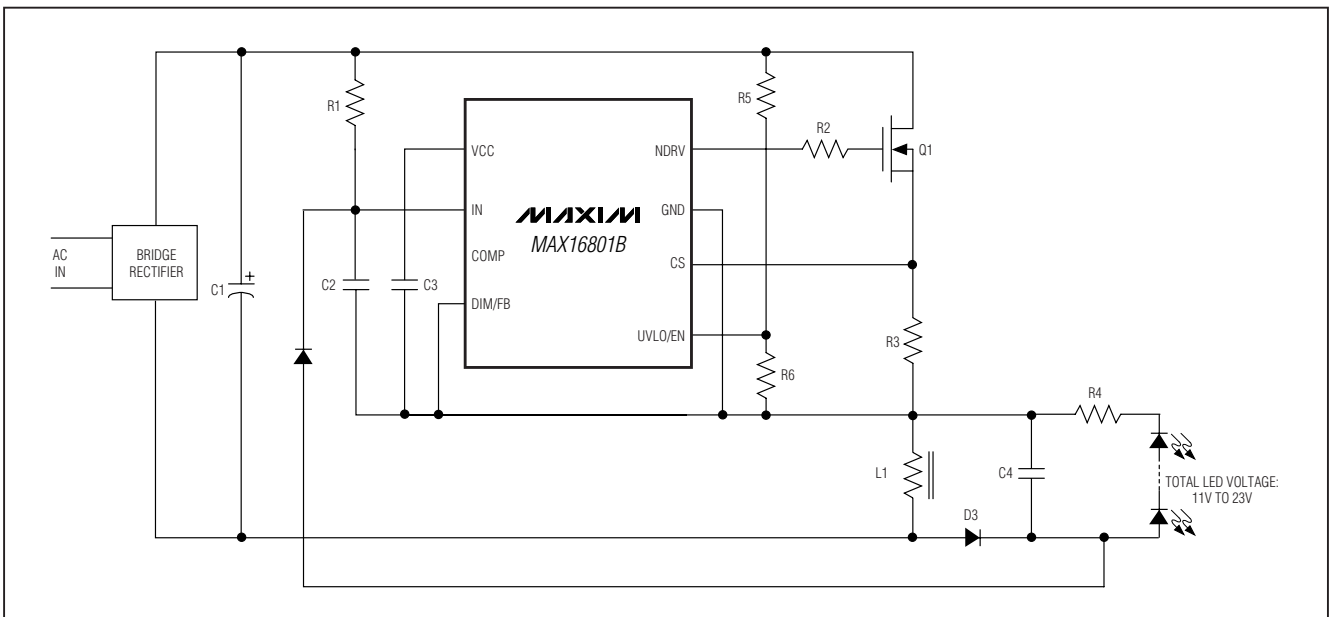 R1
R5
R2
Q1
VCC
NDRV
IN
GND
MAXIM
MAX16801B
COMP
CS
AC
IN
BRIDGE
RECTIFIER
C1
+
C2
C3
DIM/FB
UVLO/EN
R3
R6
R4
L1
C4
TOTAL LED VOLTAGE:
11V TO 23V
D3